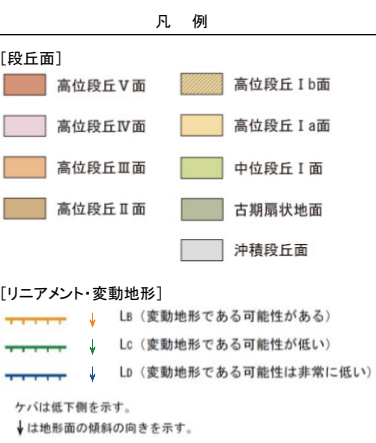 凡 例
[段丘面]
高位段丘Ⅴ面 高位段丘Ⅰb面
高位段丘Ⅳ面 高位段丘Ⅰa面
高位段丘Ⅲ面 中位段丘Ⅰ面
高位段丘Ⅱ面 古期扇状地面
沖積段丘面
[リニアメント・変動地形]
LB（変動地形である可能性がある）
LC（変動地形である可能性が低い）
LD（変動地形である可能性は非常に低い）
ケバは低下側を示す。
↓は地形面の傾斜の向きを示す。